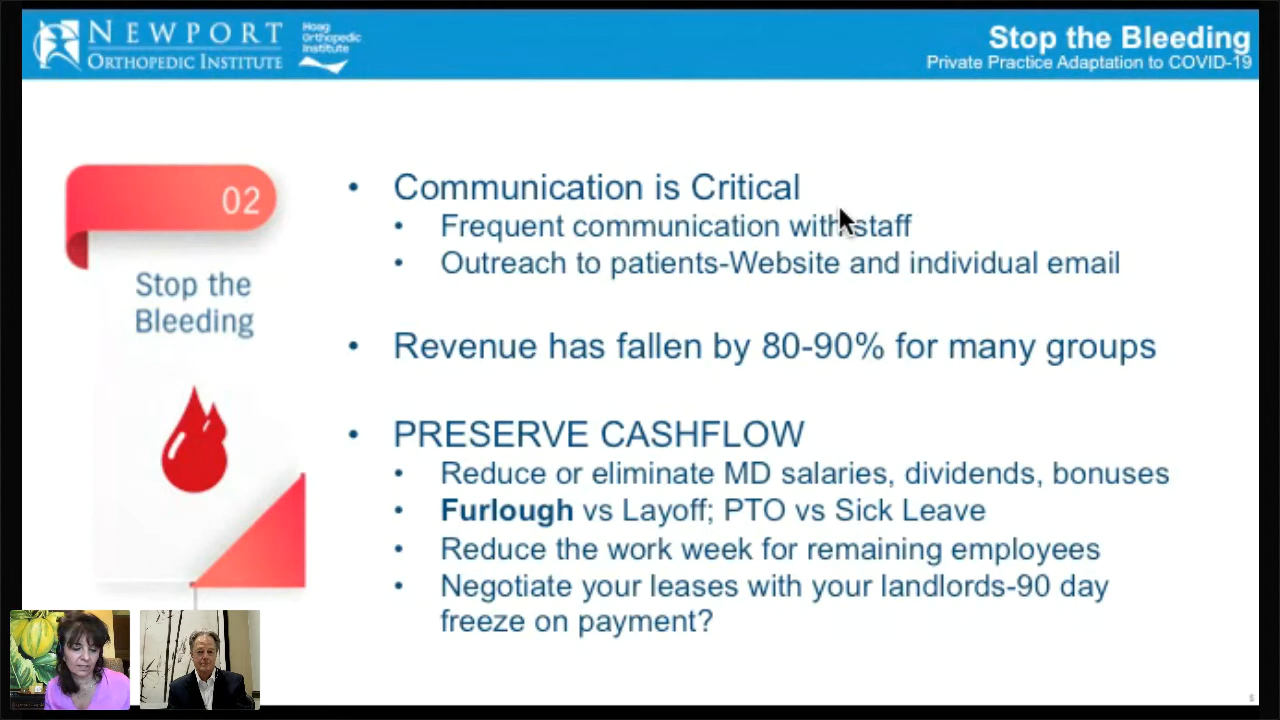 NEWPORT
ORTHOPEDIC INSTITUTE
Hoag
Orthopedic
Institute
Stop the Bleeding
Private Practice Adaptation to COVID-19
02
Stop the
Bleeding
• Communication is Critical
• Frequent communication with staff
• Outreach to patients-Website and individual email
• Revenue has fallen by 80-90% for many groups
• PRESERVE CASHFLOW
• Reduce or eliminate MD salaries, dividends, bonuses
• Furlough vs Layoff; PTO vs Sick Leave
• Reduce the work week for remaining employees
• Negotiate your leases with your landlords-90 day
freeze on payment?